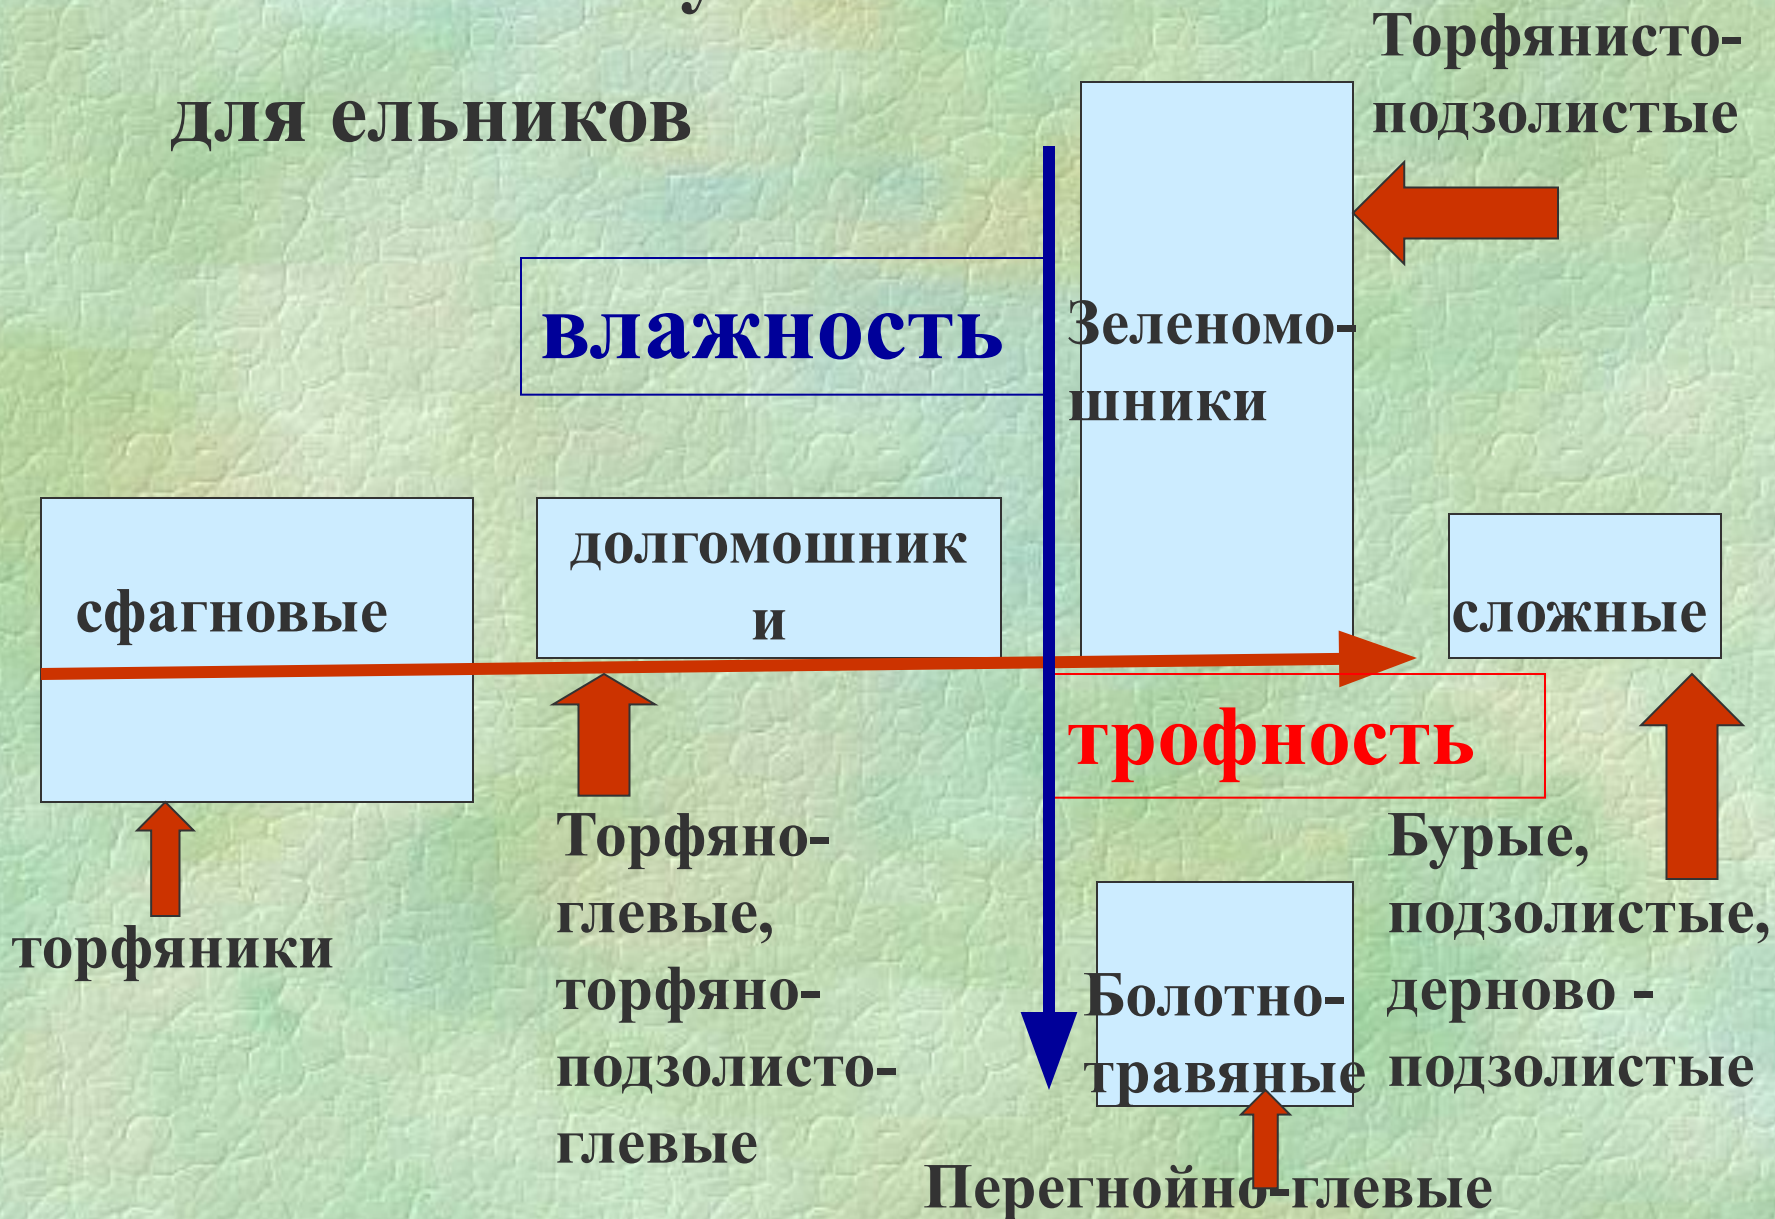 для ельников
Торфянисто-
подзолистые
влажность
Зеленомо-
шники
сфагновые
долгомошник
и
сложные
трофность
торфяники
Торфяно-
глевые,
торфяно-
подзолисто-
глевые
Болотно-
травяные
Бурые,
подзолистые,
дерново -
подзолистые
Перегнойно-глевые